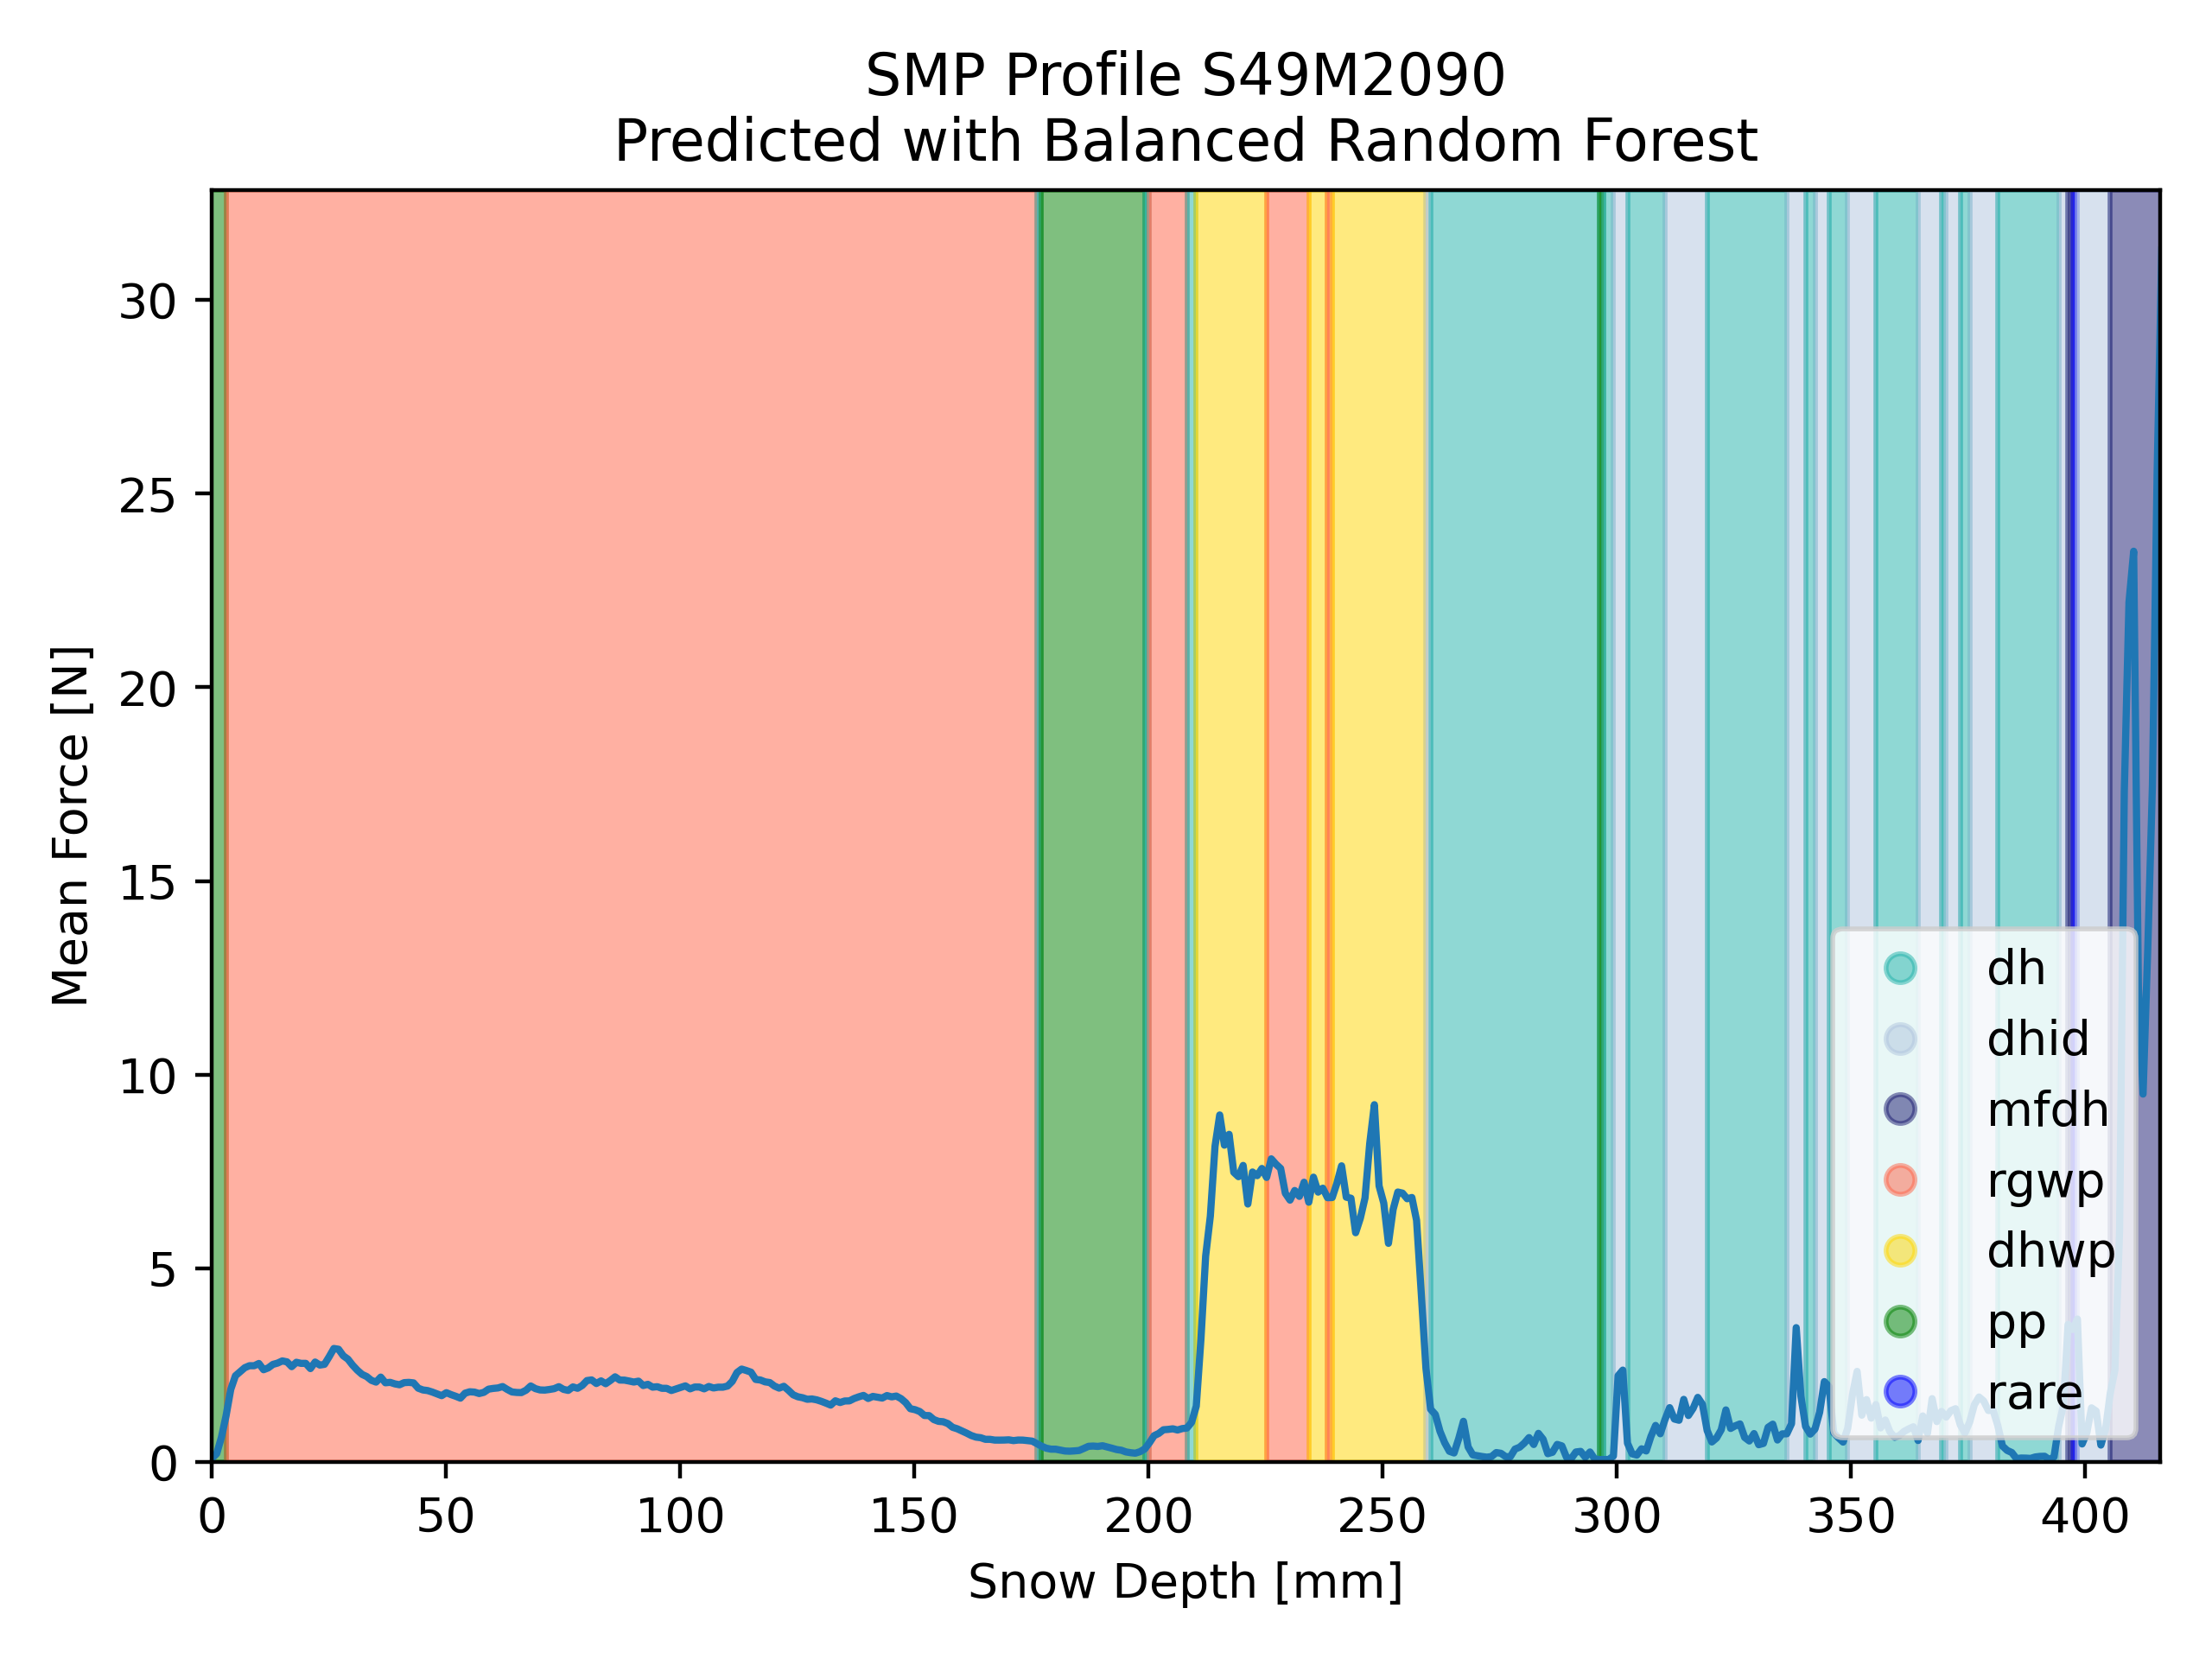 SMP Profile S49M2090
Predicted with Balanced Random Forest
30
25
20
15
10
5
0
Mean Force [N]
0 50 100 150 200 250 300 350 400
Snow Depth [mm]
dh
dhid
mfdh
rgwp
dhwp
pp
rare